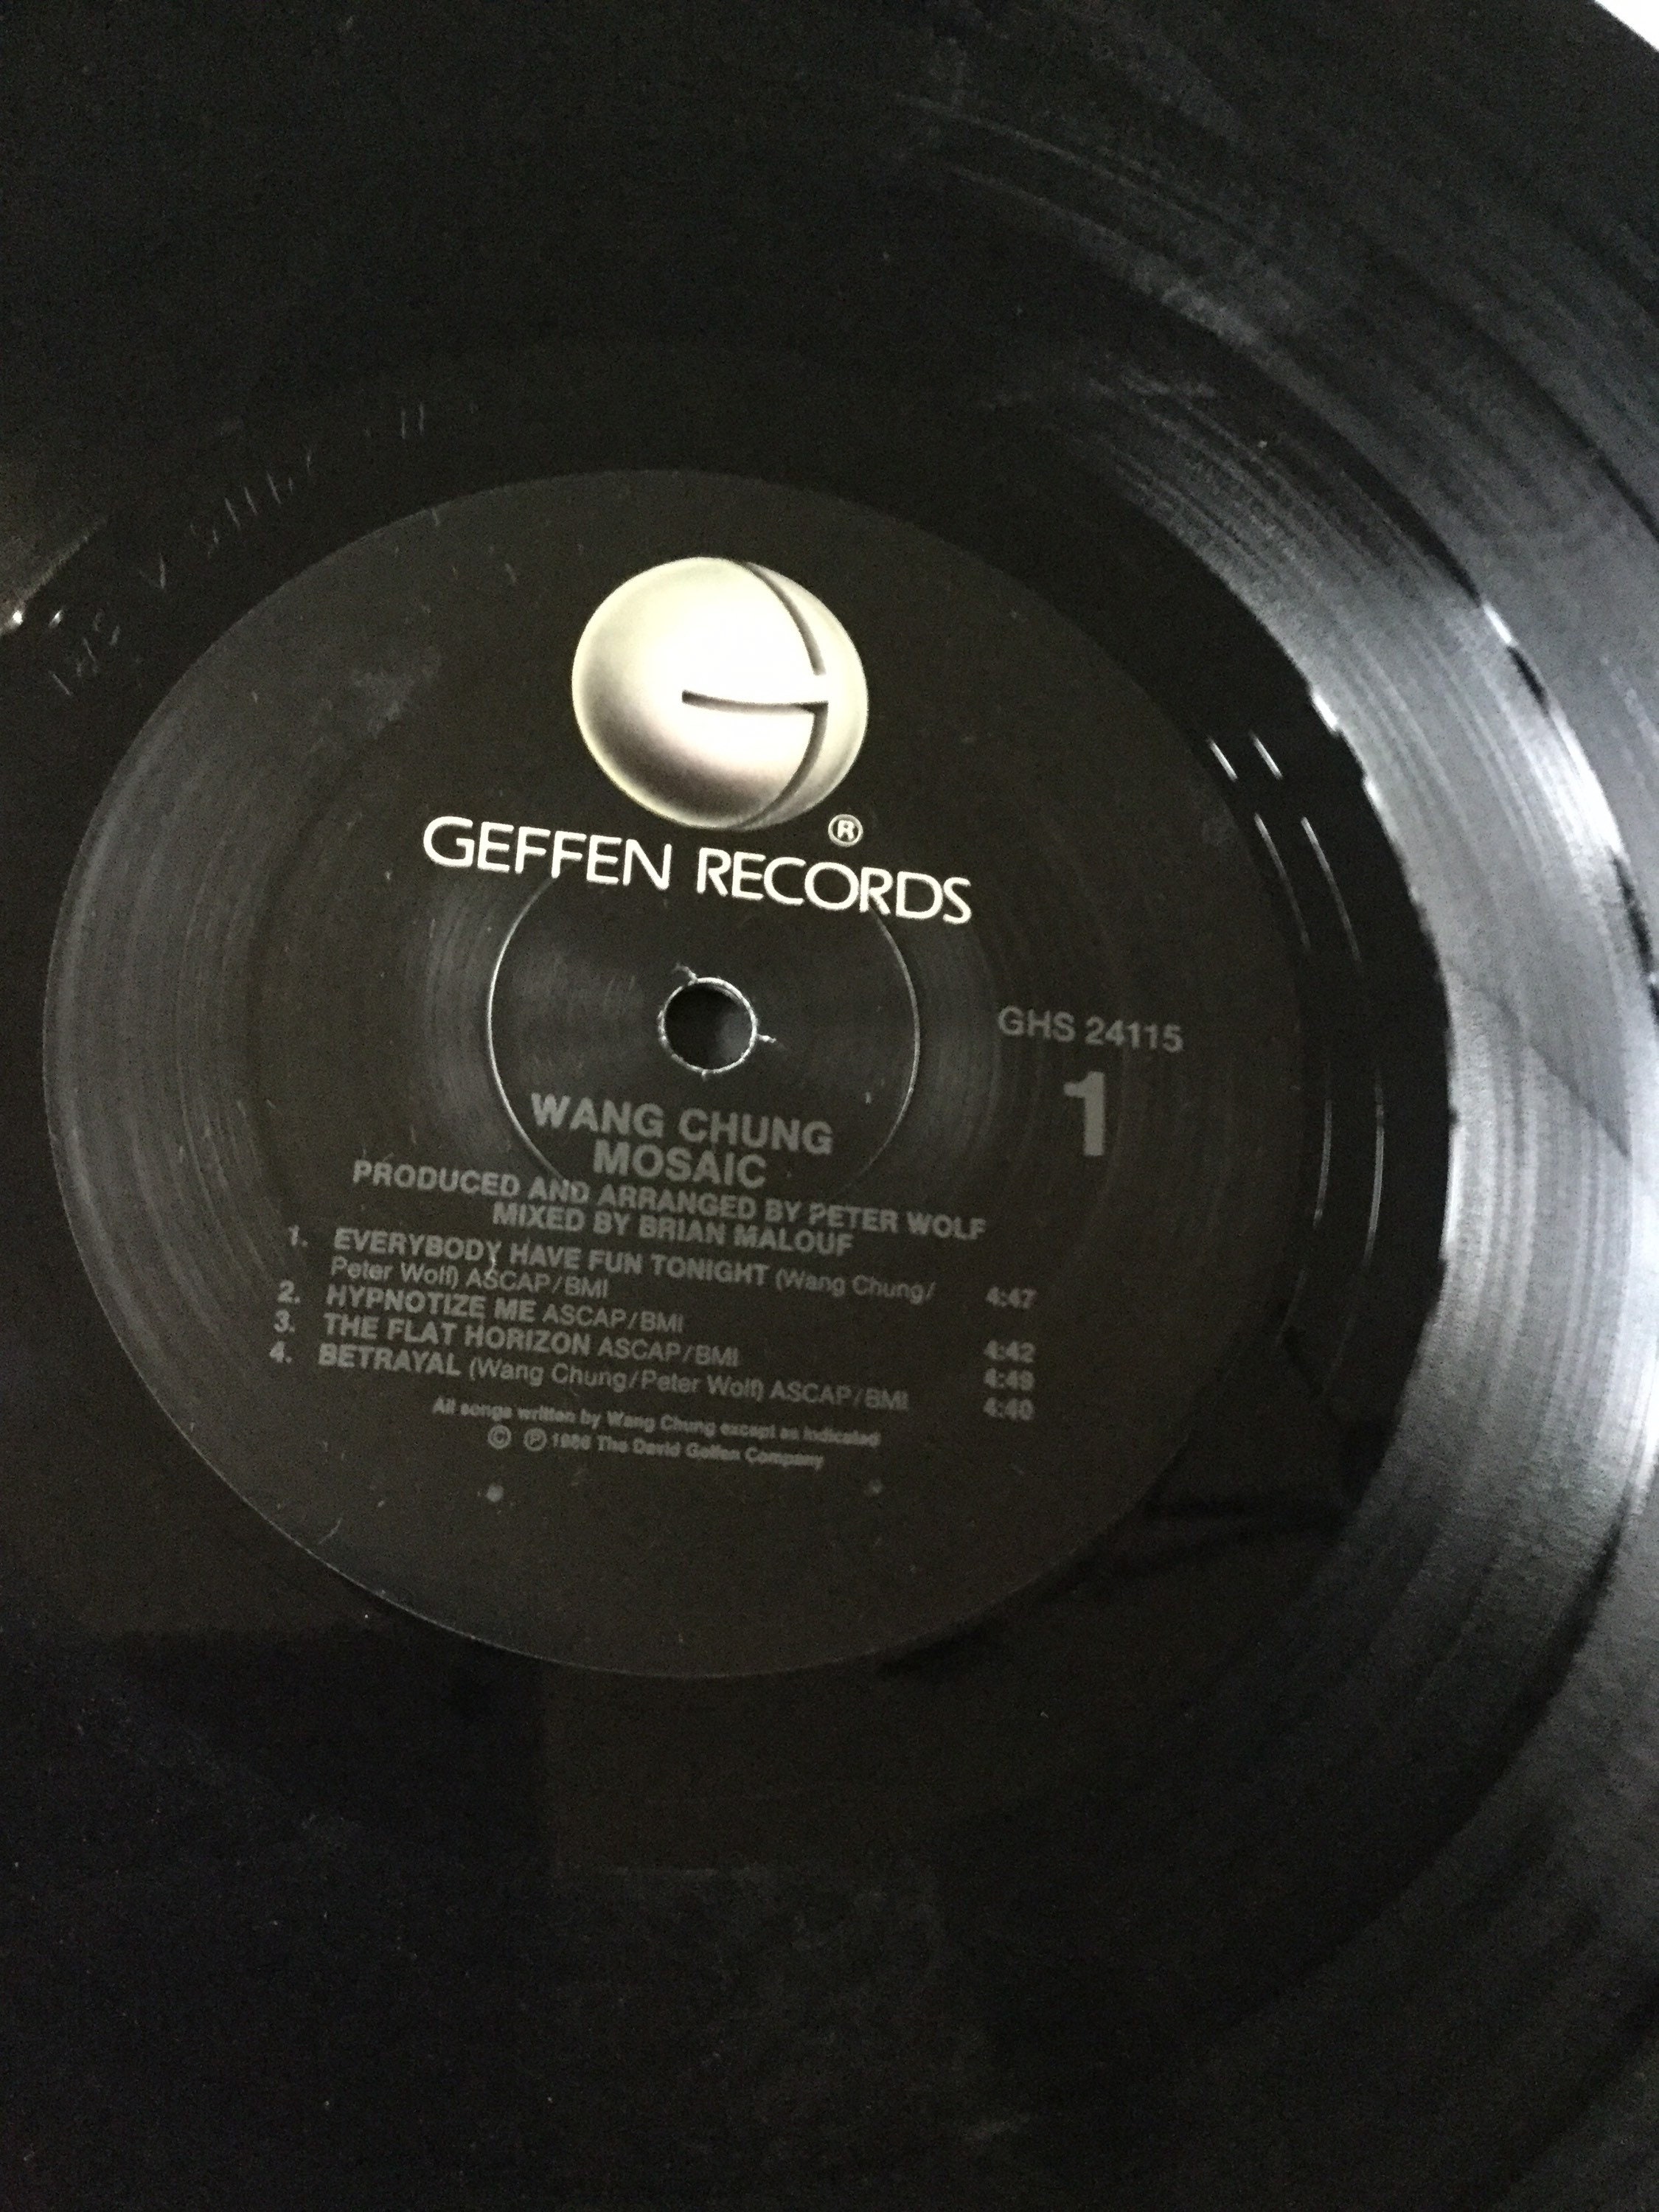 ®
GEFFEN RECORDS
GHS 24115
1
WANG CHUNG
MOSAIC
PRODUCED AND ARRANGED BY PETER WOLF
MIXED BY BRIAN MALOUF
1. EVERYBODY HAVE FUN TONIGHT (Wang Chung/
Peter Wolf) ASCAP/BMI 4:47
2. HYPNOTIZE ME ASCAP/BMI 4:42
3. THE FLAT HORIZON ASCAP/BMI 4:49
4. BETRAYAL (Wang Chung/Peter Wolf) ASCAP/BMI 4:40
All songs written by Wang Chung except as indicated
© ℗ 1986 The David Geffen Company